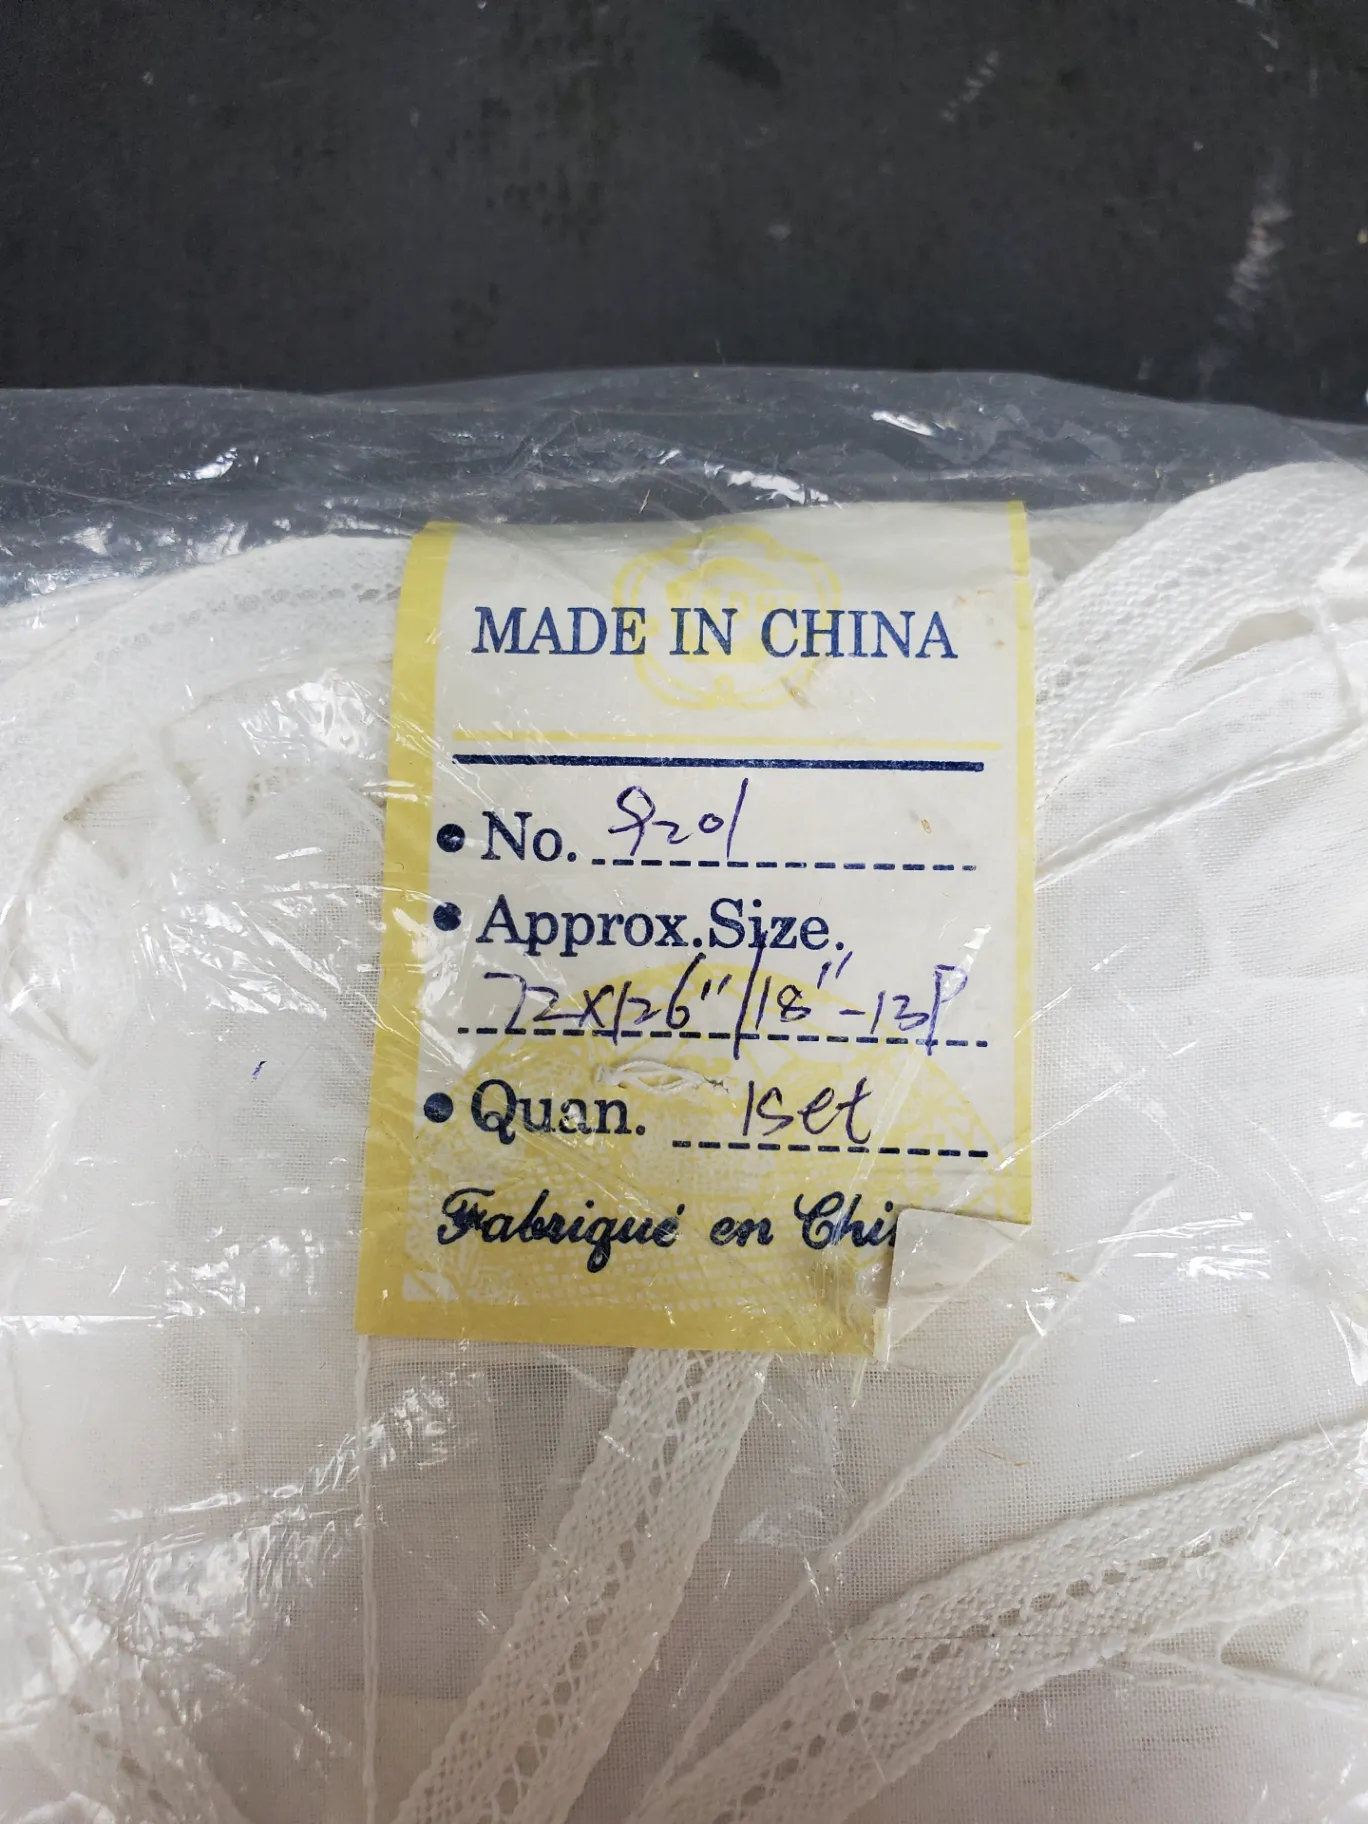 MADE IN CHINA
No. 9201
Approx.Size.
72x126"/18"-13P
Quan. 1set
Fabriqué en Chi